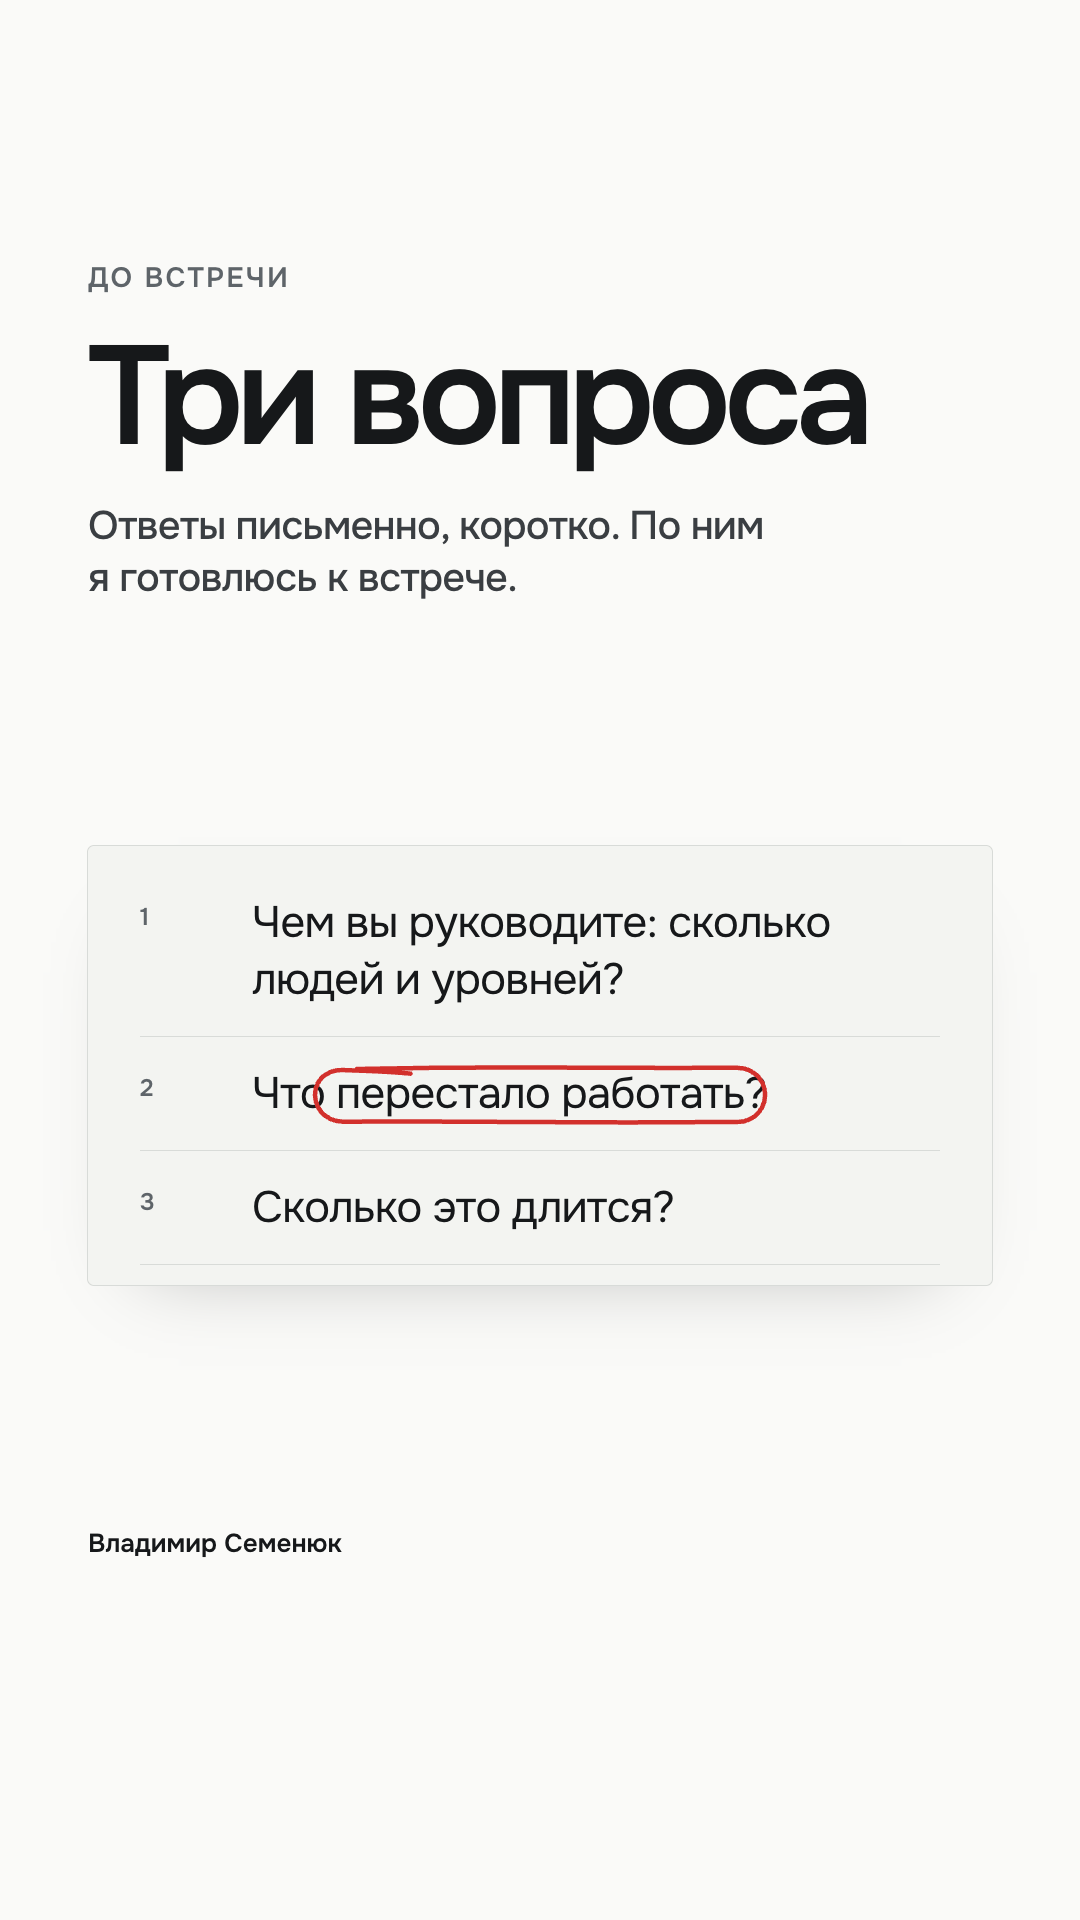 ДО ВСТРЕЧИ
Три вопроса
Ответы письменно, коротко. По ним
я готовлюсь к встрече.
1 Чем вы руководите: сколько
людей и уровней?
2 Что перестало работать?
3 Сколько это длится?
Владимир Семенюк